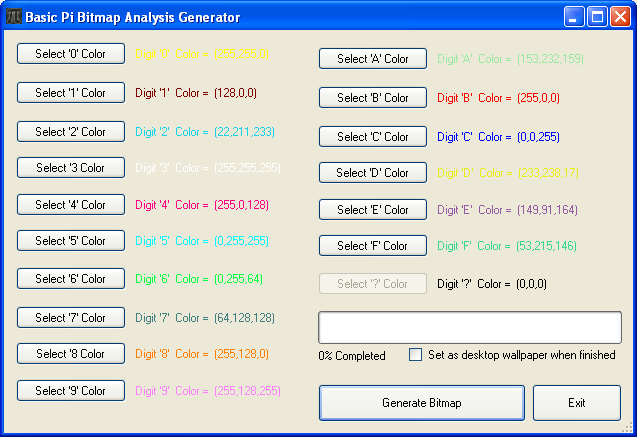 Basic Pi Bitmap Analysis Generator
Select '0' Color
Digit '0' Color =
Select '1' Color
Digit '1' Color = (128,0,0)
Select '2' Color
Digit '2' Color = (22,211,233)
Select '3 Color
Digit '3' Color = (255,255,255)
Select '4' Color
Digit '4' Color = (255,0,128)
Select '5' Color
Digit '5' Color = (0,255,255)
Select '6' Color
Digit '6' Color = (0,255,64)
Select '7' Color
Digit '7' Color = (64,128,128)
Select '8' Color
Digit '8' Color = (255,128,0)
Select '9' Color
Digit '9' Color = (255,128,255)
Select 'A' Color
Digit 'A' Color = (153,232,159)
Select 'B' Color
Digit 'B' Color = (255,0,0)
Select 'C' Color
Digit 'C' Color = (0,0,255)
Select 'D' Color
Digit 'D' Color = (233,238,17)
Select 'E' Color
Digit 'E' Color = (149,91,164)
Select 'F' Color
Digit 'F' Color = (53,215,146)
Select '?' Color
Digit '?' Color = (0,0,0)
0% Completed
Set as desktop wallpaper when finished
Generate Bitmap
Exit